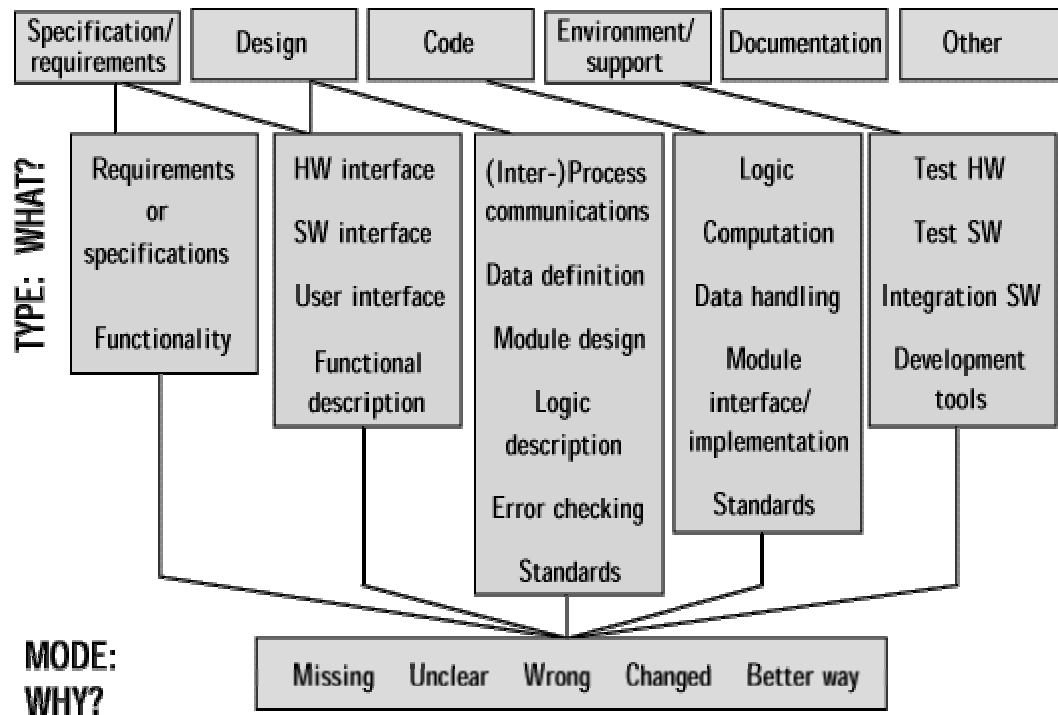 Specification/
requirements
Design
Code
Environment/
support
Documentation
Other
TYPE: WHAT?
Requirements
or
specifications
Functionality
HW interface
SW interface
User interface
Functional
description
(Inter-)Process
communications
Data definition
Module design
Logic
description
Error checking
Standards
Logic
Computation
Data handling
Module
interface/
implementation
Standards
Test HW
Test SW
Integration SW
Development
tools
MODE:
WHY?
Missing Unclear Wrong Changed Better way